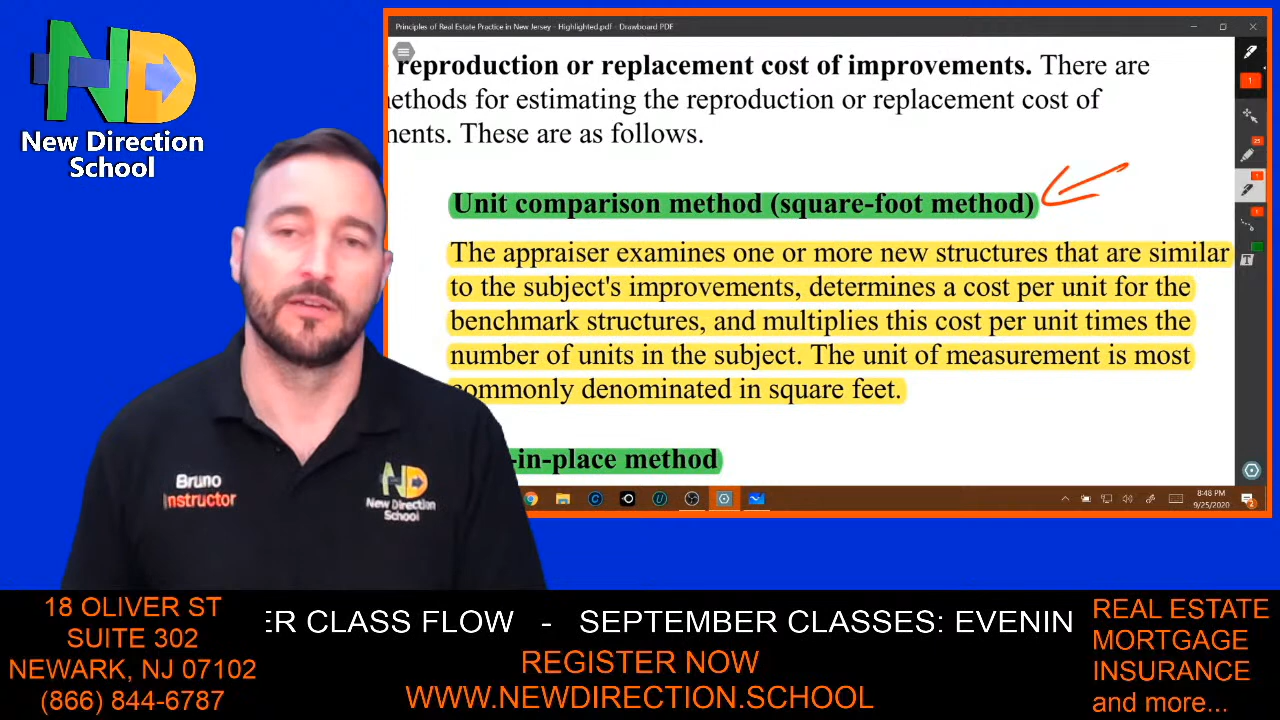 New Direction
School
Principles of Real Estate Practice in New Jersey - Highlighted.pdf - Drawboard PDF
reproduction or replacement cost of improvements. There are
methods for estimating the reproduction or replacement cost of
ments. These are as follows.
Unit comparison method (square-foot method)
The appraiser examines one or more new structures that are similar
to the subject's improvements, determines a cost per unit for the
benchmark structures, and multiplies this cost per unit times the
number of units in the subject. The unit of measurement is most
commonly denominated in square feet.
-in-place method
8:48 PM
9/25/2020
Bruno
Instructor
ND
New Direction
School
18 OLIVER ST
SUITE 302
NEWARK, NJ 07102
(866) 844-6787
ER CLASS FLOW - SEPTEMBER CLASSES: EVENIN
REGISTER NOW
WWW.NEWDIRECTION.SCHOOL
REAL ESTATE
MORTGAGE
INSURANCE
and more...